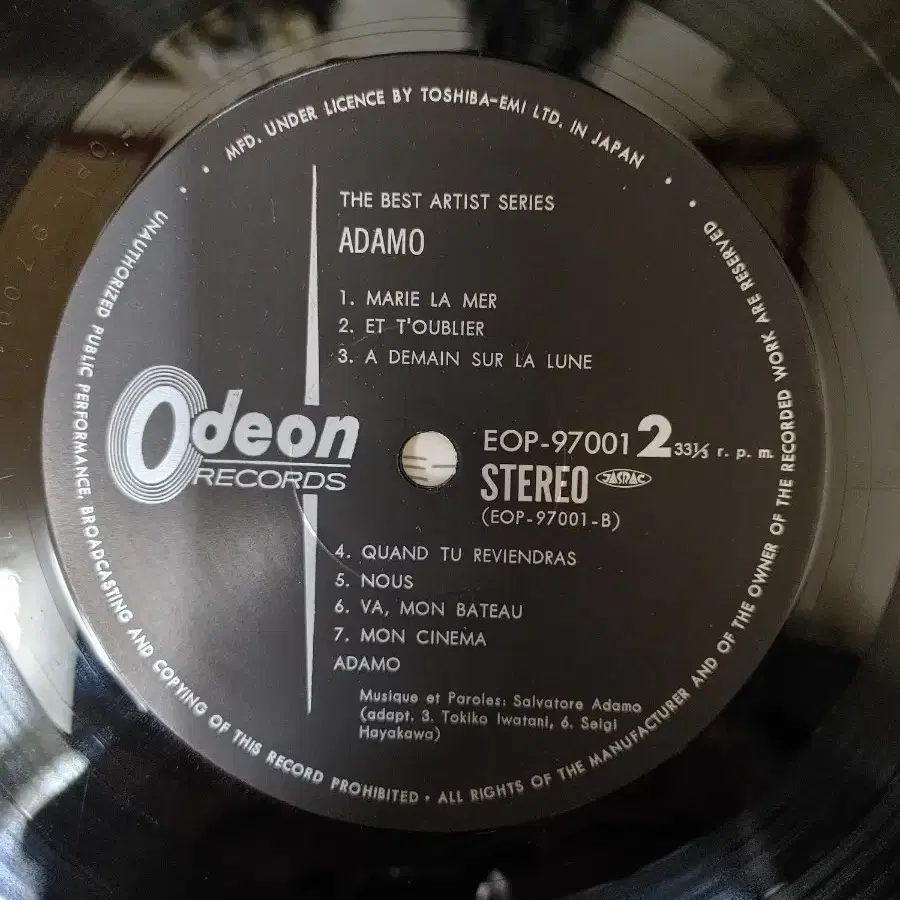 MFD. UNDER LICENCE BY TOSHIBA-EMI LTD. IN JAPAN
THE BEST ARTIST SERIES
ADAMO
1. MARIE LA MER
2. ET T'OUBLIER
3. A DEMAIN SUR LA LUNE
Odeon
RECORDS
EOP-97001 2 33⅓ r. p. m.
STEREO JASRAC
(EOP-97001-B)
4. QUAND TU REVIENDRAS
5. NOUS
6. VA, MON BATEAU
7. MON CINEMA
ADAMO
Musique et Paroles: Salvatore Adamo
(adapt. 3. Tokiko Iwatani, 6. Seigi
Hayakawa)
UNAUTHORIZED PUBLIC PERFORMANCE, BROADCASTING AND COPYING OF THIS RECORD PROHIBITED • ALL RIGHTS OF THE MANUFACTURER AND OF THE OWNER OF THE RECORDED WORK ARE RESERVED